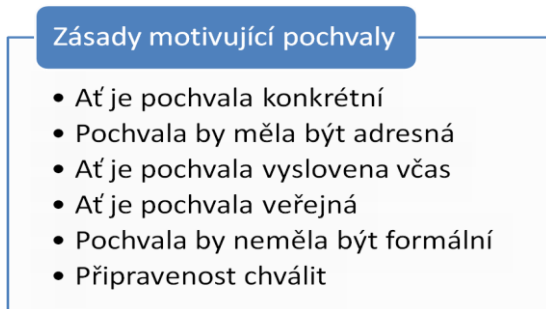 Zásady motivující pochvaly
• Ať je pochvala konkrétní
• Pochvala by měla být adresná
• Ať je pochvala vyslovena včas
• Ať je pochvala veřejná
• Pochvala by neměla být formální
• Připravenost chválit